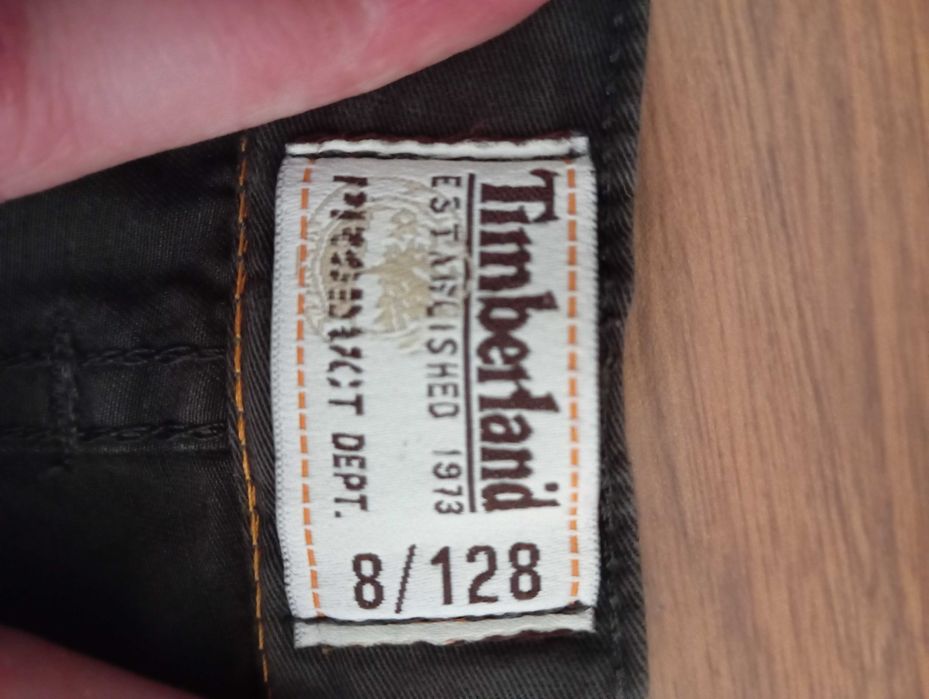 Timberland
ESTABLISHED 1973
DEPT.
8/128